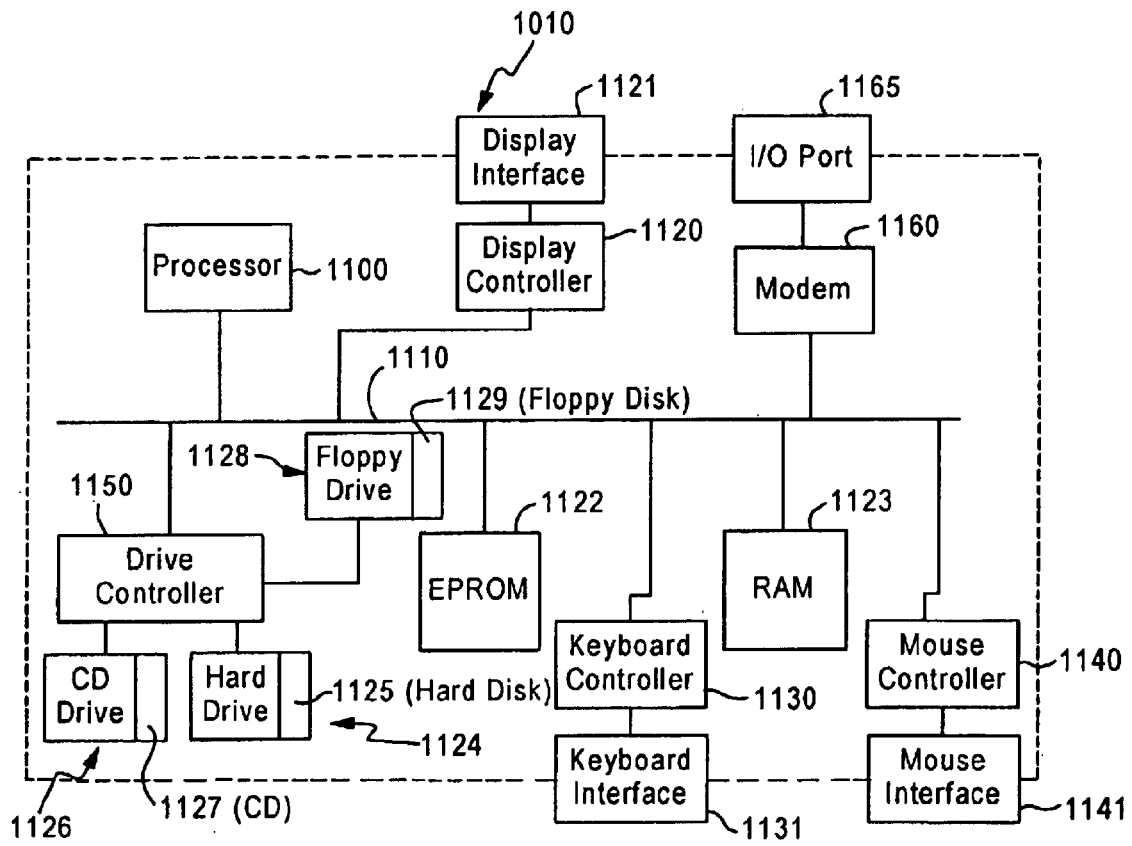 1010
1121
1165
Display
Interface
I/O Port
Processor
1100
Display
Controller
1120
1160
Modem
1110
1129 (Floppy Disk)
1128
Floppy
Drive
1150
1122
1123
Drive
Controller
EPROM
RAM
CD
Drive
Hard
Drive
1125 (Hard Disk)
Keyboard
Controller
1130
Mouse
Controller
1140
1124
1126
1127 (CD)
Keyboard
Interface
1131
Mouse
Interface
1141